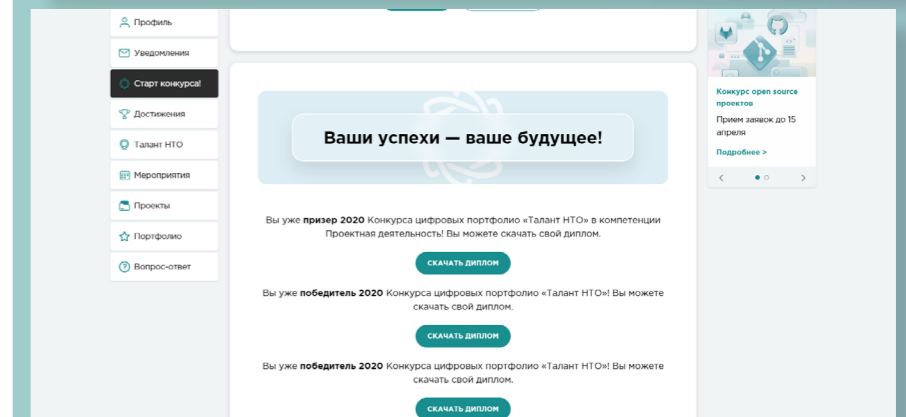 Профиль
Уведомления
Старт конкурса!
Достижения
Талант НТО
Мероприятия
Проекты
Портфолио
Вопрос-ответ
Ваши успехи — ваше будущее!
Вы уже призер 2020 Конкурса цифровых портфолио «Талант НТО» в компетенции
Проектная деятельность! Вы можете скачать свой диплом.
СКАЧАТЬ ДИПЛОМ
Вы уже победитель 2020 Конкурса цифровых портфолио «Талант НТО»! Вы можете
скачать свой диплом.
СКАЧАТЬ ДИПЛОМ
Вы уже победитель 2020 Конкурса цифровых портфолио «Талант НТО»! Вы можете
скачать свой диплом.
СКАЧАТЬ ДИПЛОМ
Конкурс open source
проектов
Прием заявок до 15
апреля
Подробнее >